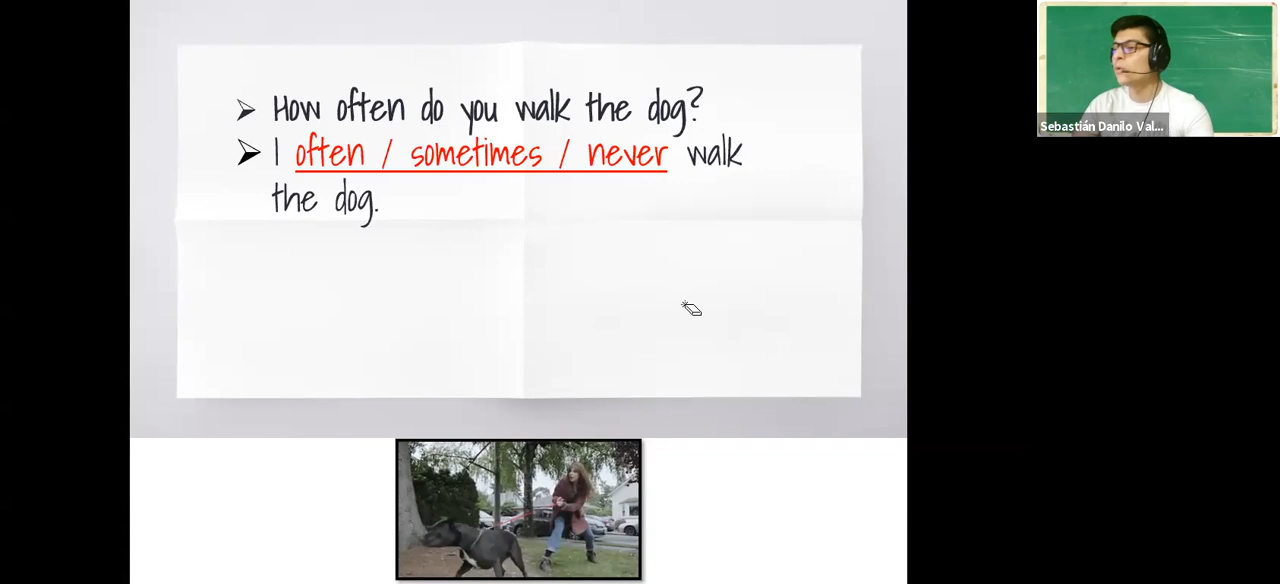 How often do you walk the dog?
I often / sometimes / never walk
the dog.
Sebastián Danilo Val...